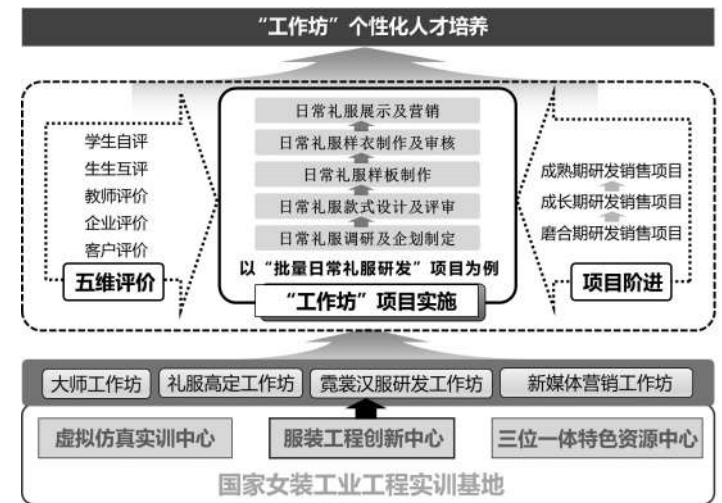 “工作坊”个性化人才培养
学生自评
生生互评
教师评价
企业评价
客户评价
五维评价
日常礼服展示及营销
日常礼服样衣制作及审核
日常礼服样板制作
日常礼服款式设计及评审
日常礼服调研及企划制定
以“批量日常礼服研发”项目为例
“工作坊”项目实施
成熟期研发销售项目
成长期研发销售项目
磨合期研发销售项目
项目阶进
大师工作坊
礼服高定工作坊
霓裳汉服研发工作坊
新媒体营销工作坊
虚拟仿真实训中心
服装工程创新中心
三位一体特色资源中心
国家女装工业工程实训基地